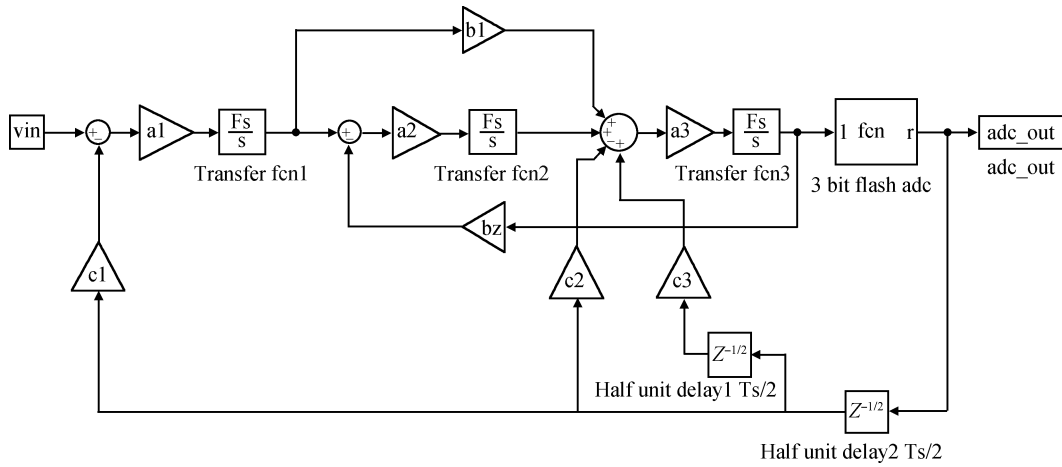 b1
vin
+
−
a1
Fs
s
+
−
a2
Fs
s
+
+
−
+
a3
Fs
s
1 fcn r
adc_out
Transfer fcn1
Transfer fcn2
Transfer fcn3
3 bit flash adc
adc_out
bz
c1
c2
c3
Z−1/2
Half unit delay1 Ts/2
Z−1/2
Half unit delay2 Ts/2